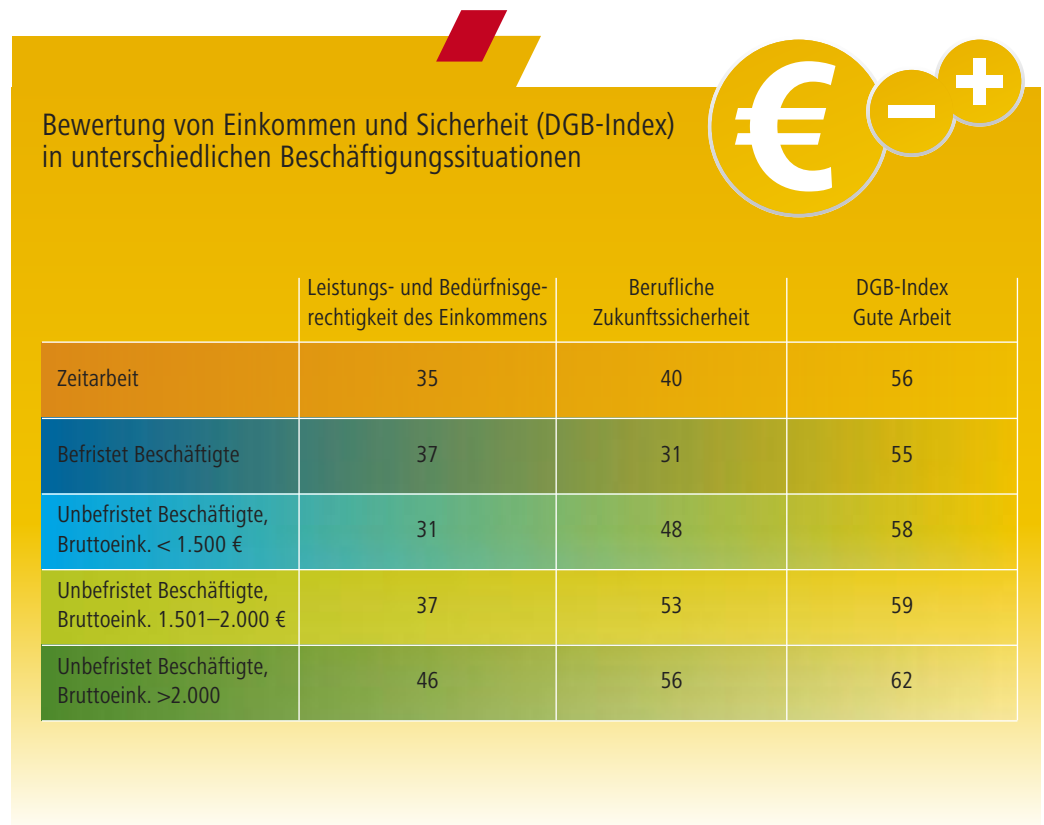 Bewertung von Einkommen und Sicherheit (DGB-Index)
in unterschiedlichen Beschäftigungssituationen
€
Leistungs- und Bedürfnisge-
rechtigkeit des Einkommens
Berufliche
Zukunftssicherheit
DGB-Index
Gute Arbeit
Zeitarbeit 35 40 56
Befristet Beschäftigte 37 31 55
Unbefristet Beschäftigte,
Bruttoeink. < 1.500 € 31 48 58
Unbefristet Beschäftigte,
Bruttoeink. 1.501–2.000 € 37 53 59
Unbefristet Beschäftigte,
Bruttoeink. >2.000 46 56 62